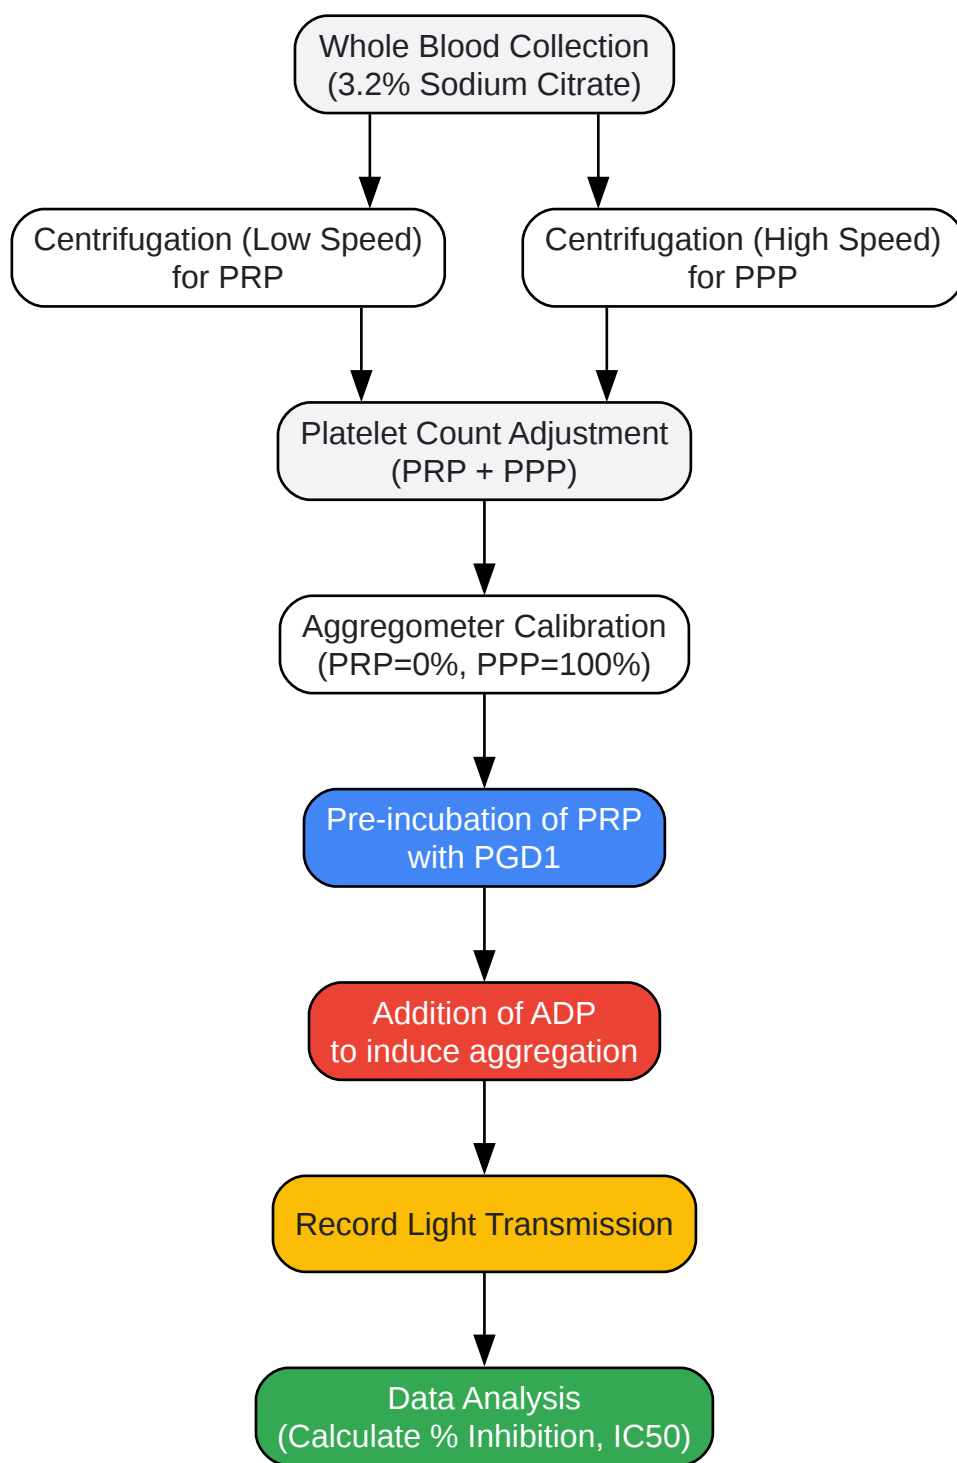 Whole Blood Collection
(3.2% Sodium Citrate)
Centrifugation (Low Speed)
for PRP
Centrifugation (High Speed)
for PPP
Platelet Count Adjustment
(PRP + PPP)
Aggregometer Calibration
(PRP=0%, PPP=100%)
Pre-incubation of PRP
with PGD1
Addition of ADP
to induce aggregation
Record Light Transmission
Data Analysis
(Calculate % Inhibition, IC50)